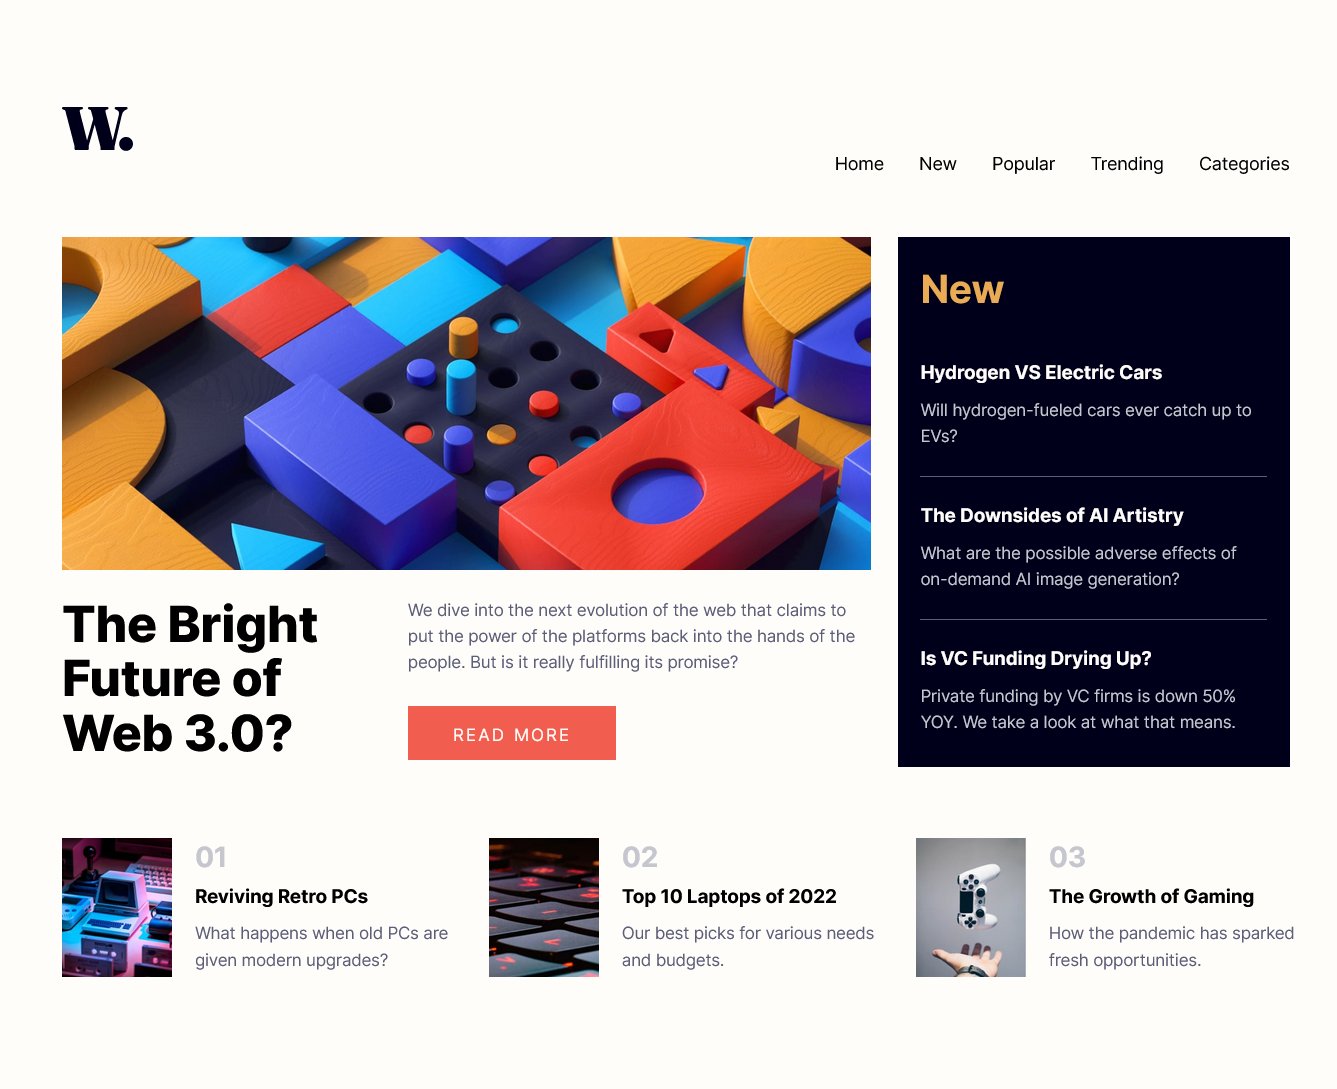 W.
Home New Popular Trending Categories
The Bright
Future of
Web 3.0?
We dive into the next evolution of the web that claims to
put the power of the platforms back into the hands of the
people. But is it really fulfilling its promise?
READ MORE
New
Hydrogen VS Electric Cars
Will hydrogen-fueled cars ever catch up to
EVs?
The Downsides of AI Artistry
What are the possible adverse effects of
on-demand AI image generation?
Is VC Funding Drying Up?
Private funding by VC firms is down 50%
YOY. We take a look at what that means.
01
Reviving Retro PCs
What happens when old PCs are
given modern upgrades?
02
Top 10 Laptops of 2022
Our best picks for various needs
and budgets.
03
The Growth of Gaming
How the pandemic has sparked
fresh opportunities.